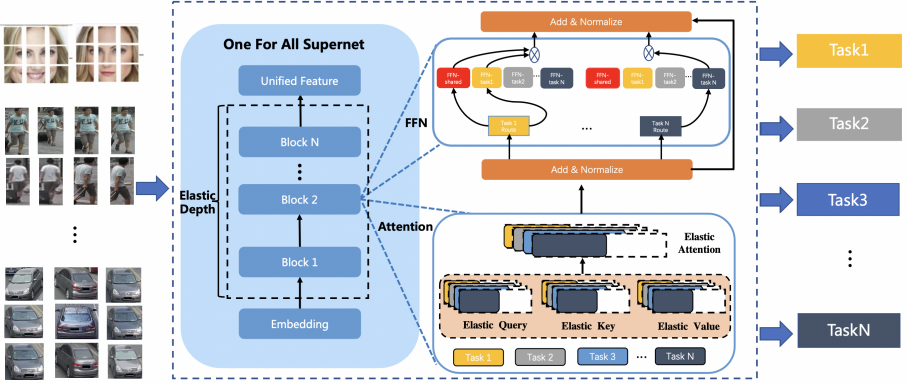 One For All Supernet
Unified Feature
Block N
Block 2
Block 1
Embedding
Elastic
Depth
FFN
Attention
Add & Normalize
FFN-
shared
FFN-
task1
FFN-
task2
FFN-
task N
FFN-
shared
FFN-
task1
FFN-
task2
FFN-
task N
Task 1
Route
...
Task N
Route
Add & Normalize
Elastic
Attention
Elastic Query
Elastic Key
Elastic Value
Task 1
Task 2
Task 3
...
Task N
Task1
Task2
Task3
TaskN